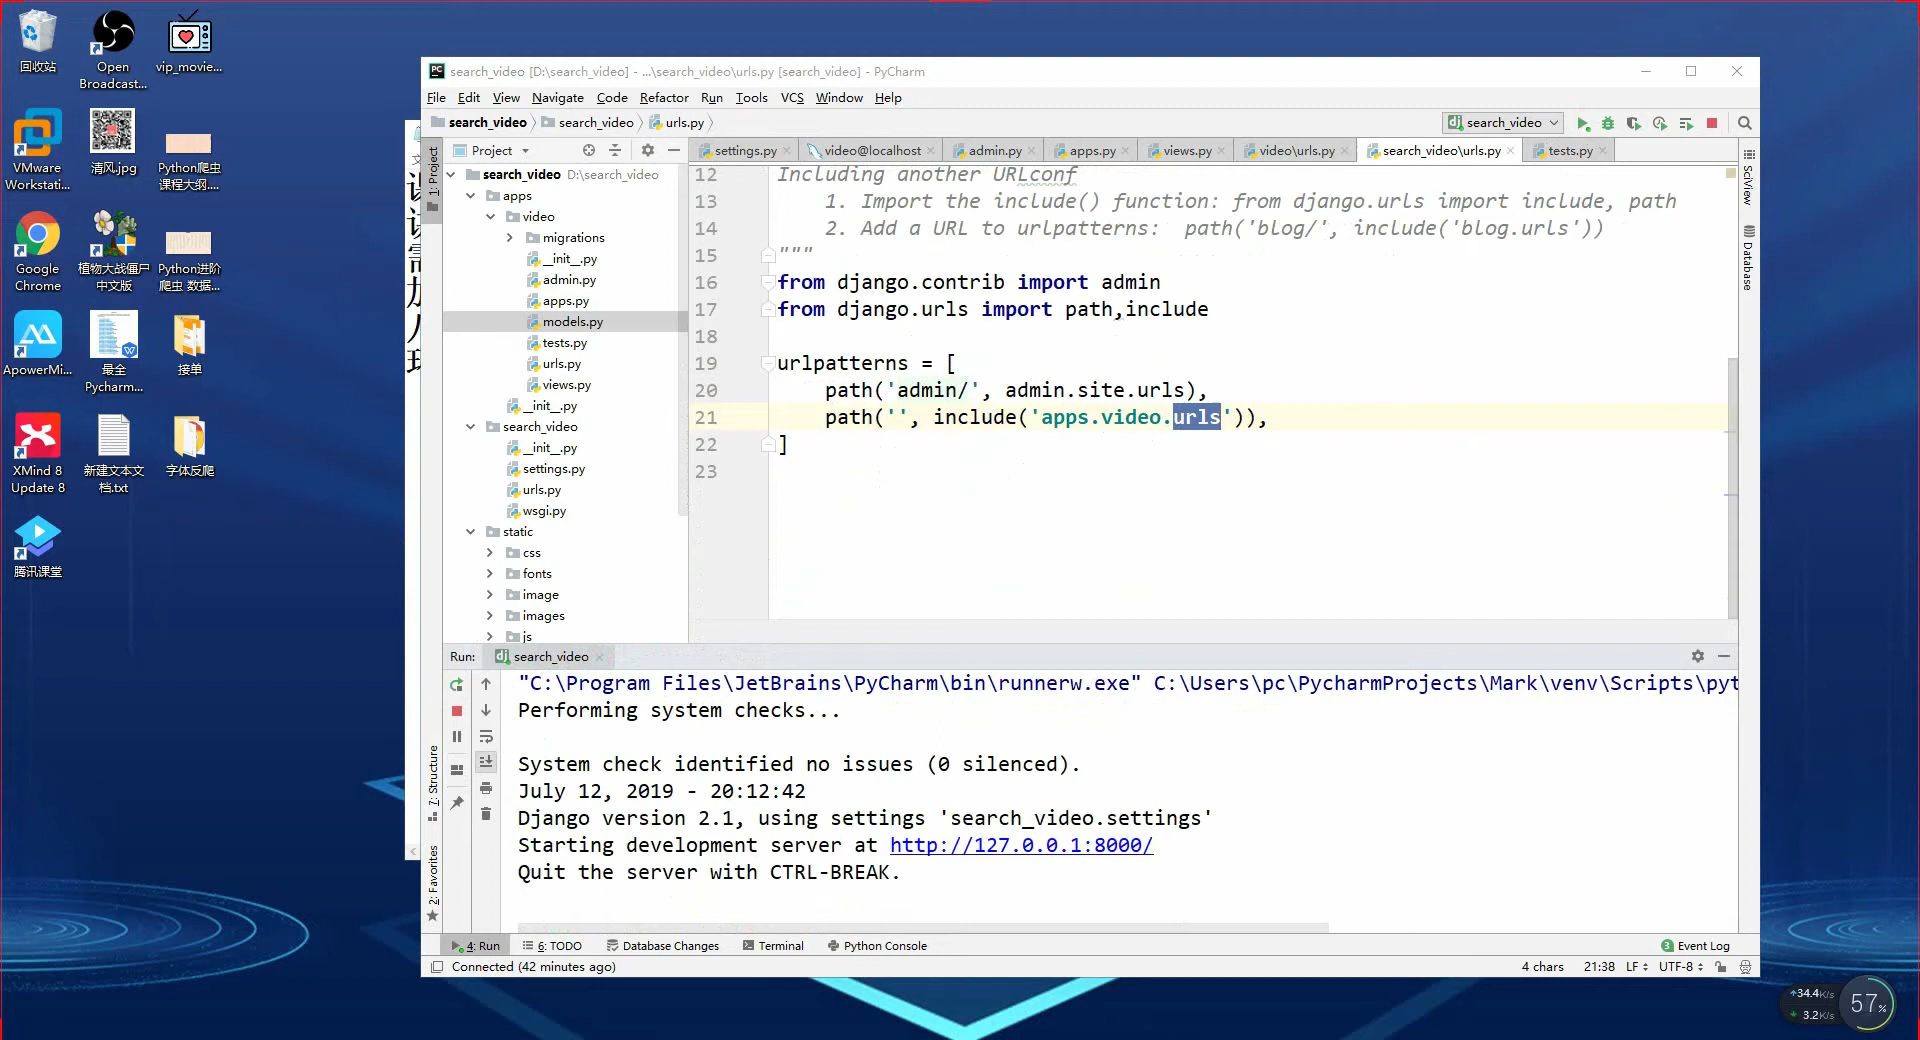 回收站
Open
Broadcast...
vip_movie...
VMware
Workstati...
清风.jpg
Python爬虫
课程大纲....
Google
Chrome
植物大战僵尸
中文版
Python进阶
爬虫 数据...
ApowerMi...
最全
Pycharm...
接单
XMind 8
Update 8
新建文本文
档.txt
字体反爬
腾讯课堂
search_video [D:\search_video] - ...\search_video\urls.py [search_video] - PyCharm
File Edit View Navigate Code Refactor Run Tools VCS Window Help
search_video search_video urls.py
search_video
Project
settings.py video@localhost admin.py apps.py views.py video\urls.py search_video\urls.py tests.py
1: Project
search_video D:\search_video
apps
video
migrations
__init__.py
admin.py
apps.py
models.py
tests.py
urls.py
views.py
__init__.py
search_video
__init__.py
settings.py
urls.py
wsgi.py
static
css
fonts
image
images
js
12 Including another URLconf
13 1. Import the include() function: from django.urls import include, path
14 2. Add a URL to urlpatterns:  path('blog/', include('blog.urls'))
15 """
16 from django.contrib import admin
17 from django.urls import path,include
18
19 urlpatterns = [
20 path('admin/', admin.site.urls),
21 path('', include('apps.video.urls')),
22 ]
23
SciView
Database
Run: search_video
"C:\Program Files\JetBrains\PyCharm\bin\runnerw.exe" C:\Users\pc\PycharmProjects\Mark\venv\Scripts\pyt
Performing system checks...
System check identified no issues (0 silenced).
July 12, 2019 - 20:12:42
Django version 2.1, using settings 'search_video.settings'
Starting development server at http://127.0.0.1:8000/
Quit the server with CTRL-BREAK.
7: Structure
2: Favorites
4: Run 6: TODO Database Changes Terminal Python Console 3 Event Log
Connected (42 minutes ago) 4 chars 21:38 LF UTF-8
34.4K/s
3.2K/s
57%